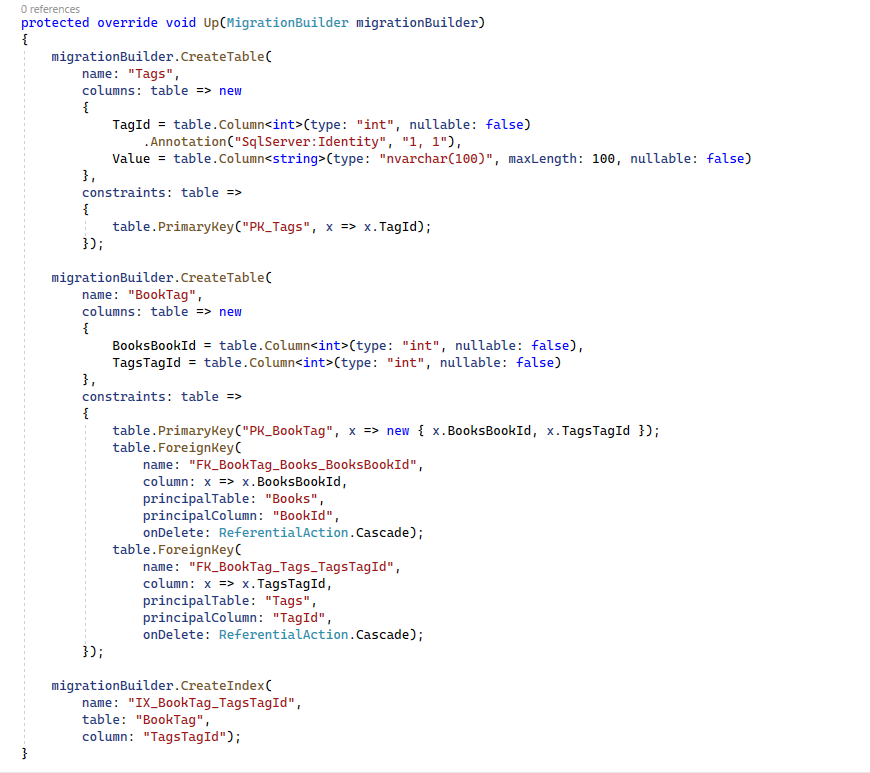 0 references
protected override void Up(MigrationBuilder migrationBuilder)
{
    migrationBuilder.CreateTable(
        name: "Tags",
        columns: table => new
        {
            TagId = table.Column<int>(type: "int", nullable: false)
                .Annotation("SqlServer:Identity", "1, 1"),
            Value = table.Column<string>(type: "nvarchar(100)", maxLength: 100, nullable: false)
        },
        constraints: table =>
        {
            table.PrimaryKey("PK_Tags", x => x.TagId);
        });

    migrationBuilder.CreateTable(
        name: "BookTag",
        columns: table => new
        {
            BooksBookId = table.Column<int>(type: "int", nullable: false),
            TagsTagId = table.Column<int>(type: "int", nullable: false)
        },
        constraints: table =>
        {
            table.PrimaryKey("PK_BookTag", x => new { x.BooksBookId, x.TagsTagId });
            table.ForeignKey(
                name: "FK_BookTag_Books_BooksBookId",
                column: x => x.BooksBookId,
                principalTable: "Books",
                principalColumn: "BookId",
                onDelete: ReferentialAction.Cascade);
            table.ForeignKey(
                name: "FK_BookTag_Tags_TagsTagId",
                column: x => x.TagsTagId,
                principalTable: "Tags",
                principalColumn: "TagId",
                onDelete: ReferentialAction.Cascade);
        });

    migrationBuilder.CreateIndex(
        name: "IX_BookTag_TagsTagId",
        table: "BookTag",
        column: "TagsTagId");
}